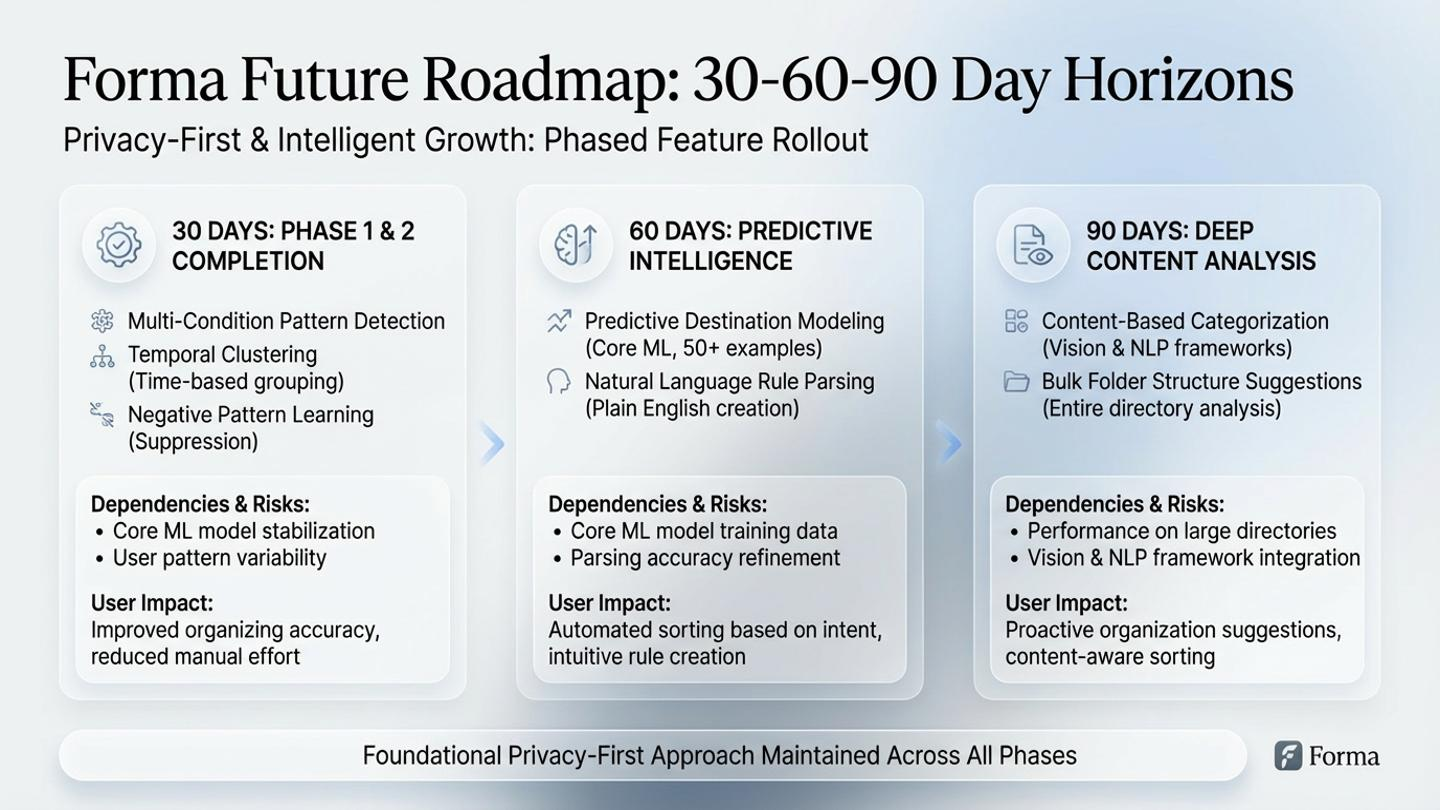 Forma Future Roadmap: 30-60-90 Day Horizons
Privacy-First & Intelligent Growth: Phased Feature Rollout
30 DAYS: PHASE 1 & 2
COMPLETION
Multi-Condition Pattern Detection
Temporal Clustering
(Time-based grouping)
Negative Pattern Learning
(Suppression)
Dependencies & Risks:
• Core ML model stabilization
• User pattern variability
User Impact:
Improved organizing accuracy,
reduced manual effort
60 DAYS: PREDICTIVE
INTELLIGENCE
Predictive Destination Modeling
(Core ML, 50+ examples)
Natural Language Rule Parsing
(Plain English creation)
Dependencies & Risks:
• Core ML model training data
• Parsing accuracy refinement
User Impact:
Automated sorting based on intent,
intuitive rule creation
90 DAYS: DEEP
CONTENT ANALYSIS
Content-Based Categorization
(Vision & NLP frameworks)
Bulk Folder Structure Suggestions
(Entire directory analysis)
Dependencies & Risks:
• Performance on large directories
• Vision & NLP framework integration
User Impact:
Proactive organization suggestions,
content-aware sorting
Foundational Privacy-First Approach Maintained Across All Phases
Forma